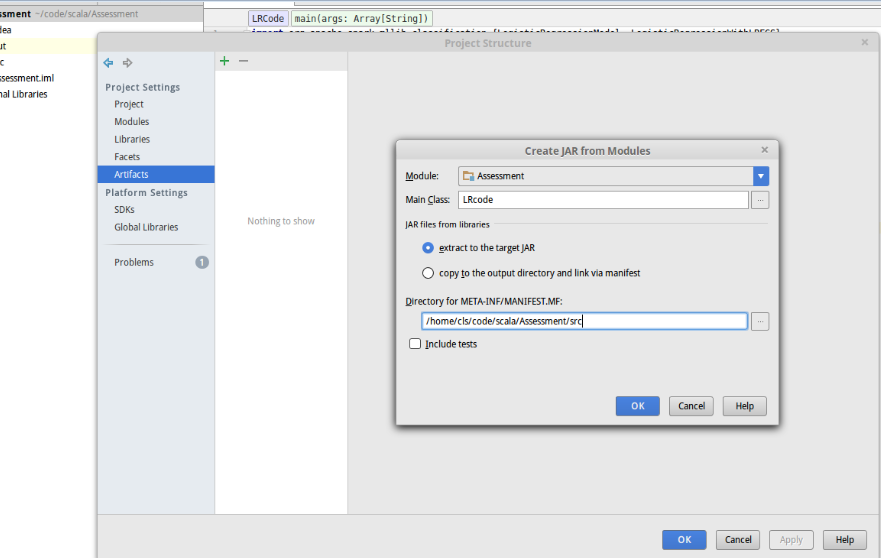 ssment ~/code/scala/Assessment
dea
ut
c
ssessment.iml
nal Libraries
LRCode main(args: Array[String])
Project Structure
Project Settings
Project
Modules
Libraries
Facets
Artifacts
Platform Settings
SDKs
Global Libraries
Problems 1
Nothing to show
Create JAR from Modules
Module: Assessment
Main Class: LRcode ...
JAR files from libraries
extract to the target JAR
copy to the output directory and link via manifest
Directory for META-INF/MANIFEST.MF:
/home/cls/code/scala/Assessment/src ...
Include tests
OK Cancel Help
OK Cancel Apply Help